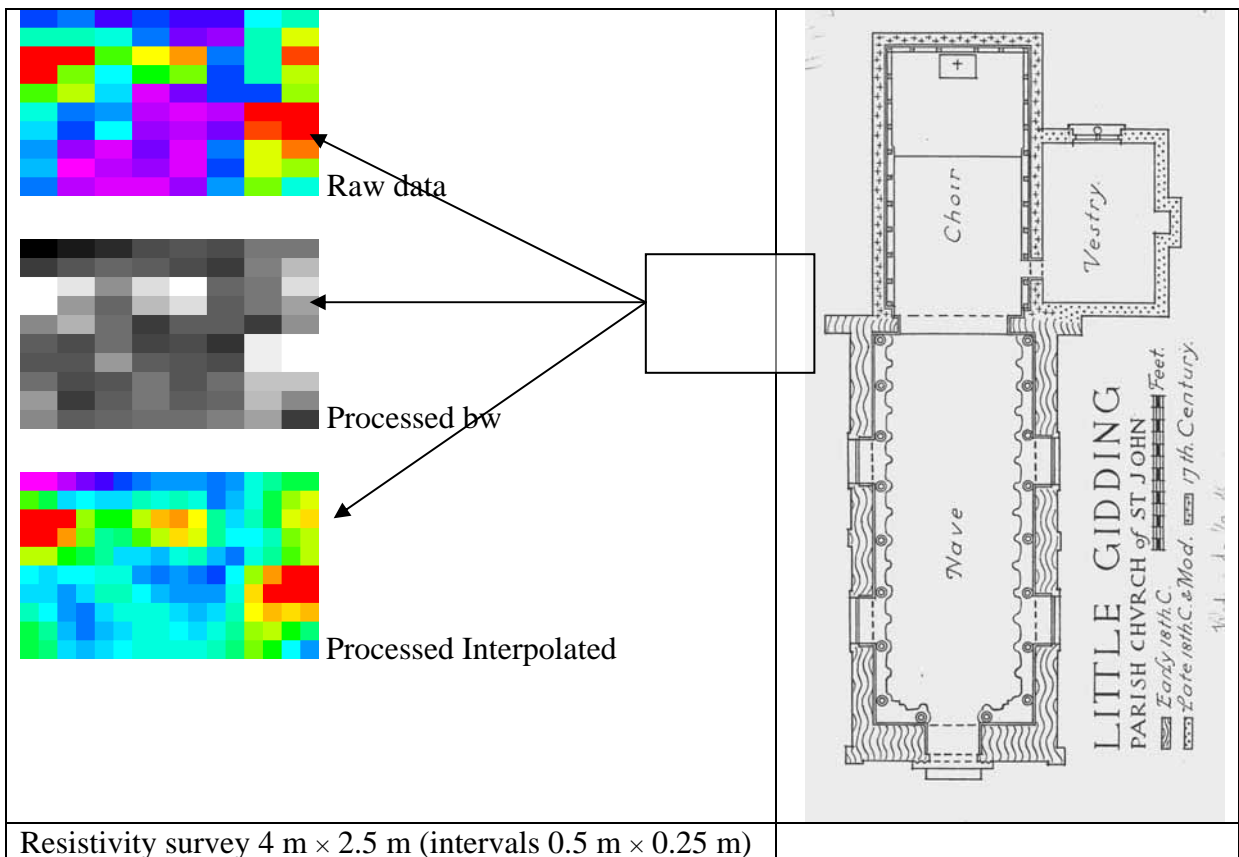 Raw data
Processed bw
Processed Interpolated
Resistivity survey 4 m × 2.5 m (intervals 0.5 m × 0.25 m)
Choir
Vestry.
Nave
LITTLE GIDDING
PARISH CHVRCH of ST JOHN
Early 18th.C. Feet.
Late 18th.C. & Mod. 17th. Century.